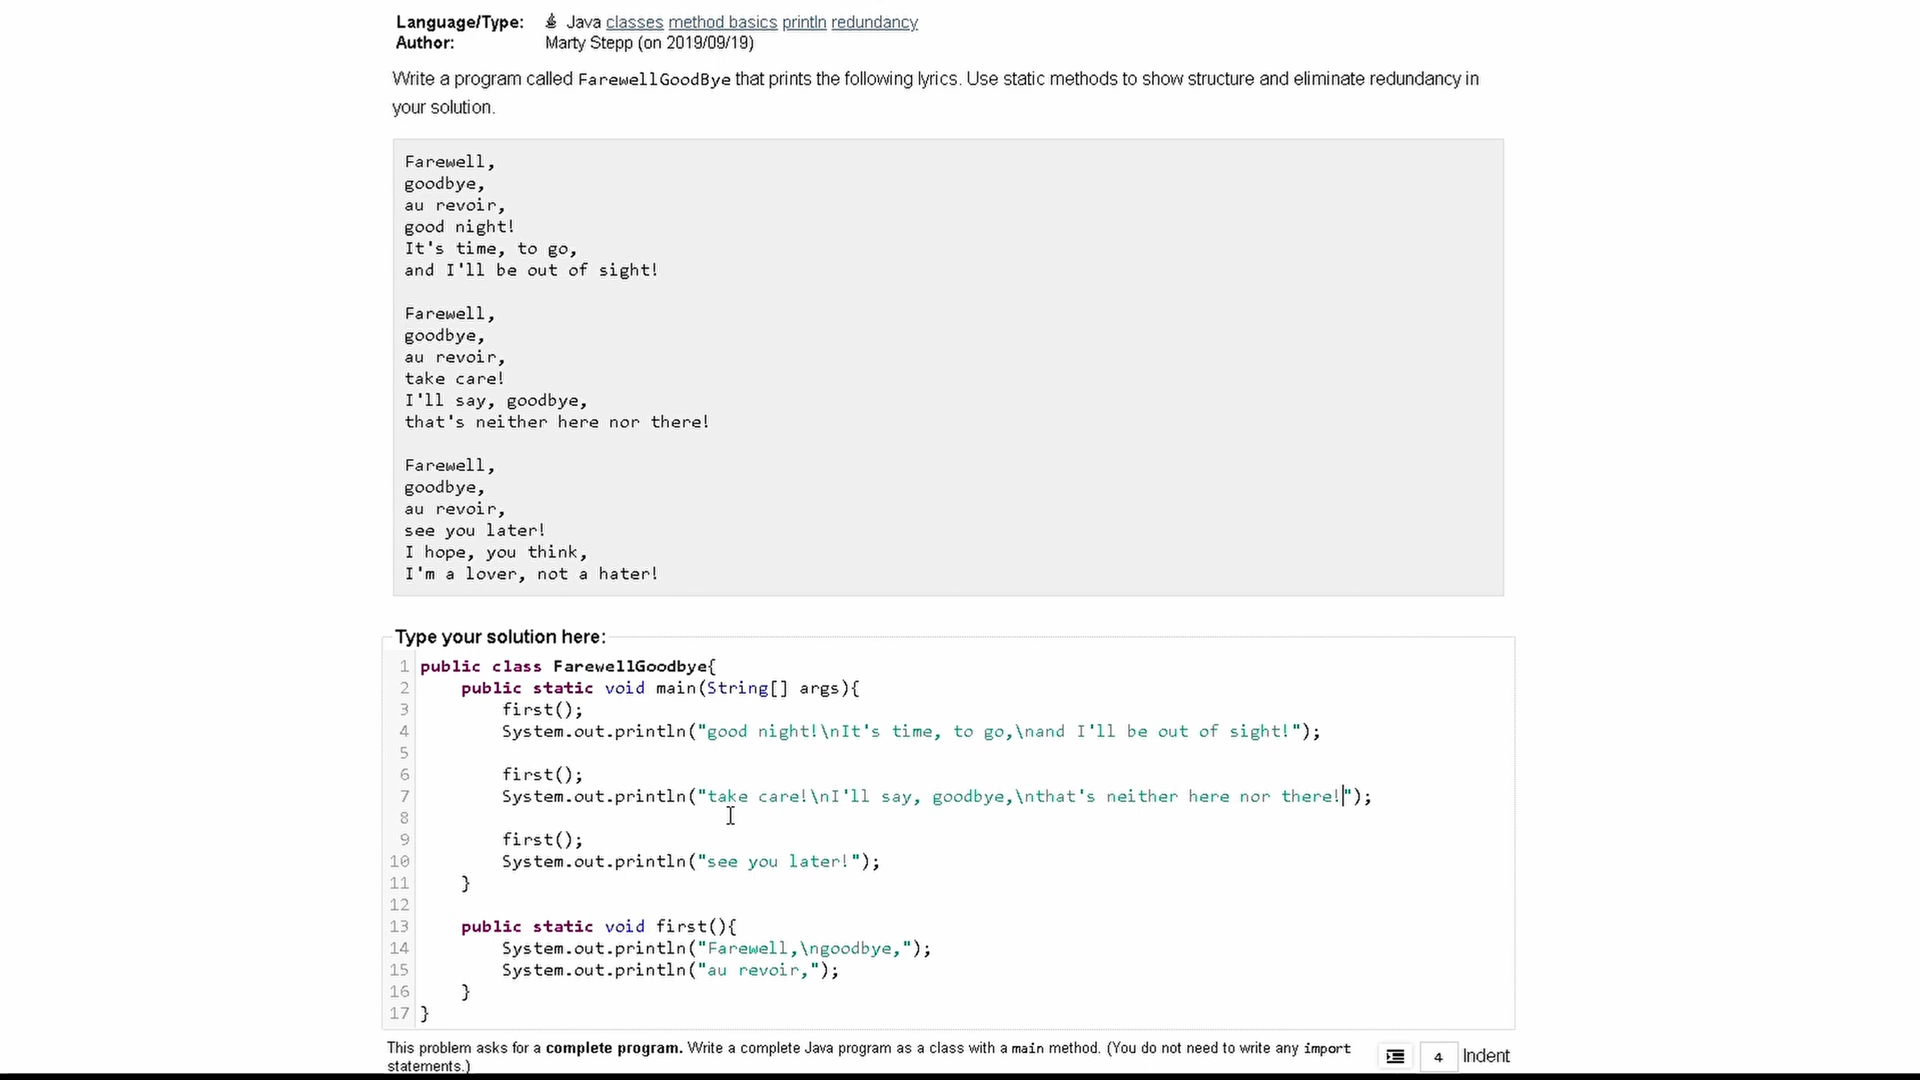 Language/Type: Java classes method basics println redundancy
Author: Marty Stepp (on 2019/09/19)
Write a program called FarewellGoodBye that prints the following lyrics. Use static methods to show structure and eliminate redundancy in
your solution.
Farewell,
goodbye,
au revoir,
good night!
It's time, to go,
and I'll be out of sight!
Farewell,
goodbye,
au revoir,
take care!
I'll say, goodbye,
that's neither here nor there!
Farewell,
goodbye,
au revoir,
see you later!
I hope, you think,
I'm a lover, not a hater!
Type your solution here:
1 public class FarewellGoodbye{
2 public static void main(String[] args){
3 first();
4 System.out.println("good night!\nIt's time, to go,\nand I'll be out of sight!");
5
6 first();
7 System.out.println("take care!\nI'll say, goodbye,\nthat's neither here nor there!");
8
9 first();
10 System.out.println("see you later!");
11 }
12
13 public static void first(){
14 System.out.println("Farewell,\ngoodbye,");
15 System.out.println("au revoir,");
16 }
17 }
This problem asks for a complete program. Write a complete Java program as a class with a main method. (You do not need to write any import
statements.)
4 Indent